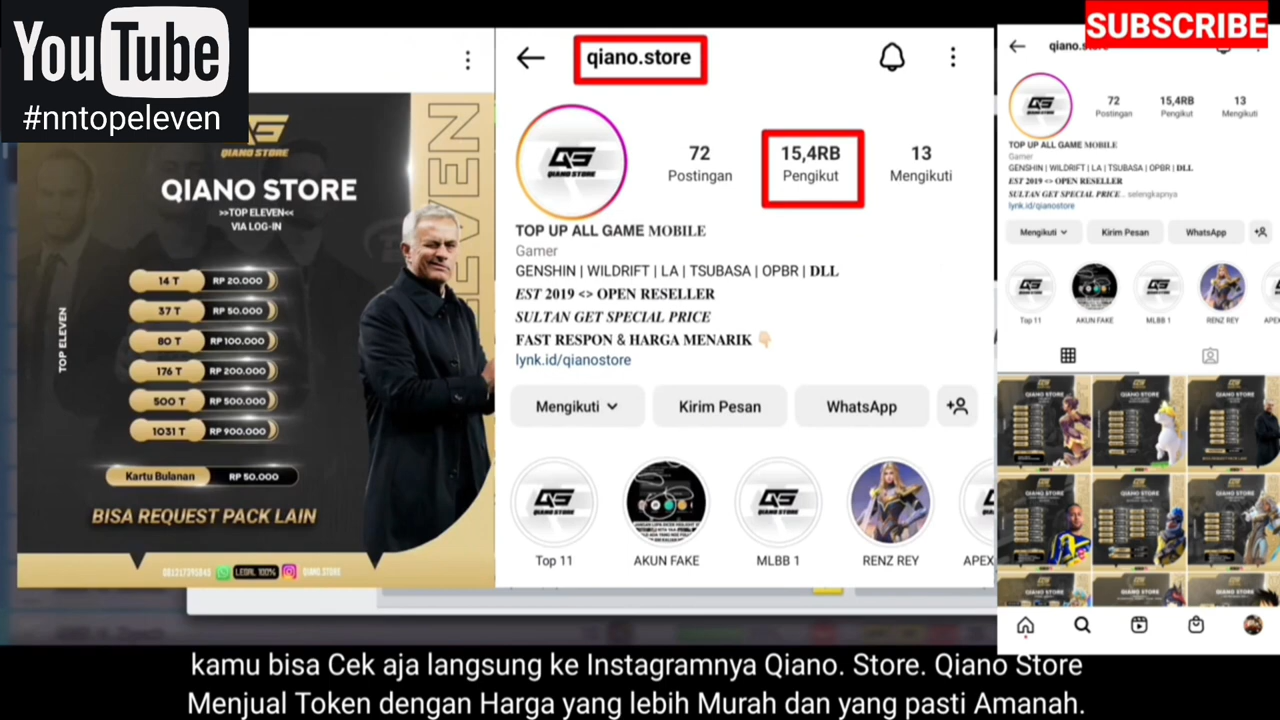 YouTube
#nntopeleven
SUBSCRIBE
QS
QIANO STORE
QIANO STORE
>>TOP ELEVEN<<
VIA LOG-IN
TOP ELEVEN
14 T RP 20.000
37 T RP 50.000
80 T RP 100.000
176 T RP 200.000
500 T RP 500.000
1031 T RP 900.000
Kartu Bulanan RP 50.000
BISA REQUEST PACK LAIN
LEGAL 100%
QIANO.STORE
qiano.store
QS
QIANO STORE
72 15,4RB 13
Postingan Pengikut Mengikuti
TOP UP ALL GAME MOBILE
Gamer
GENSHIN | WILDRIFT | LA | TSUBASA | OPBR | DLL
EST 2019 <> OPEN RESELLER
SULTAN GET SPECIAL PRICE
FAST RESPON & HARGA MENARIK 👇🏻
lynk.id/qianostore
Mengikuti Kirim Pesan WhatsApp
Top 11 AKUN FAKE MLBB 1 RENZ REY APEX
72 15,4RB 13
Postingan Pengikut Mengikuti
TOP UP ALL GAME MOBILE
Gamer
GENSHIN | WILDRIFT | LA | TSUBASA | OPBR | DLL
EST 2019 <> OPEN RESELLER
SULTAN GET SPECIAL PRICE... selengkapnya
lynk.id/qianostore
Mengikuti Kirim Pesan WhatsApp
Top 11 AKUN FAKE MLBB 1 RENZ REY APE
kamu bisa Cek aja langsung ke Instagramnya Qiano. Store. Qiano Store
Menjual Token dengan Harga yang lebih Murah dan yang pasti Amanah.